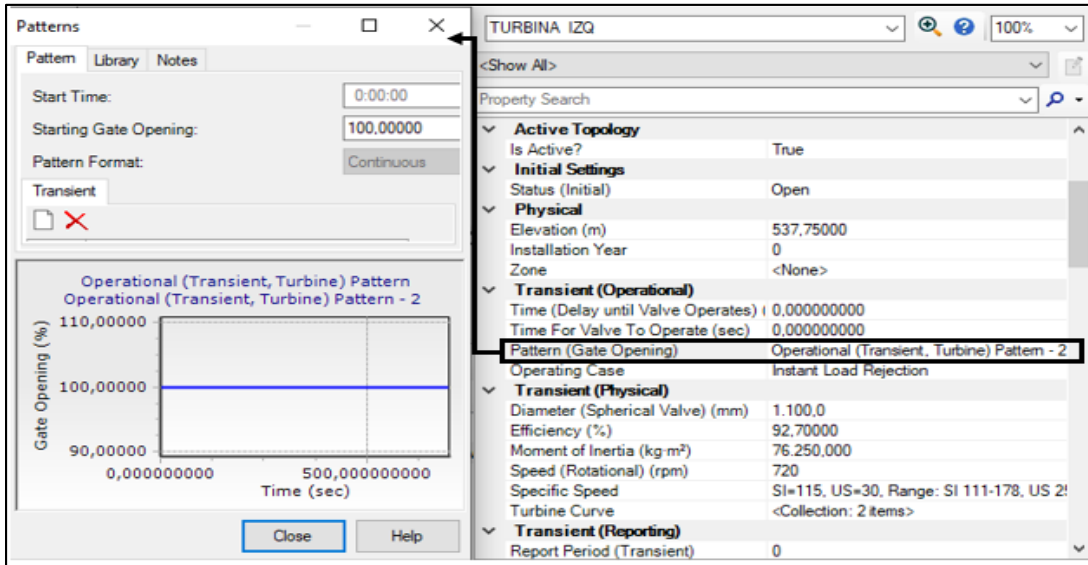 Patterns
Pattern Library Notes
Start Time: 0:00:00
Starting Gate Opening: 100,00000
Pattern Format: Continuous
Transient
Operational (Transient, Turbine) Pattern
Operational (Transient, Turbine) Pattern - 2
Gate Opening (%)
110,00000
100,00000
90,00000
0,000000000 500,000000000
Time (sec)
Close Help
TURBINA IZQ 100%
<Show All>
Property Search
Active Topology
Is Active? True
Initial Settings
Status (Initial) Open
Physical
Elevation (m) 537,75000
Installation Year 0
Zone <None>
Transient (Operational)
Time (Delay until Valve Operates) ( 0,000000000
Time For Valve To Operate (sec) 0,000000000
Pattern (Gate Opening) Operational (Transient, Turbine) Pattern - 2
Operating Case Instant Load Rejection
Transient (Physical)
Diameter (Spherical Valve) (mm) 1.100,0
Efficiency (%) 92,70000
Moment of Inertia (kg·m²) 76.250,000
Speed (Rotational) (rpm) 720
Specific Speed SI=115, US=30, Range: SI 111-178, US 25
Turbine Curve <Collection: 2 items>
Transient (Reporting)
Report Period (Transient) 0